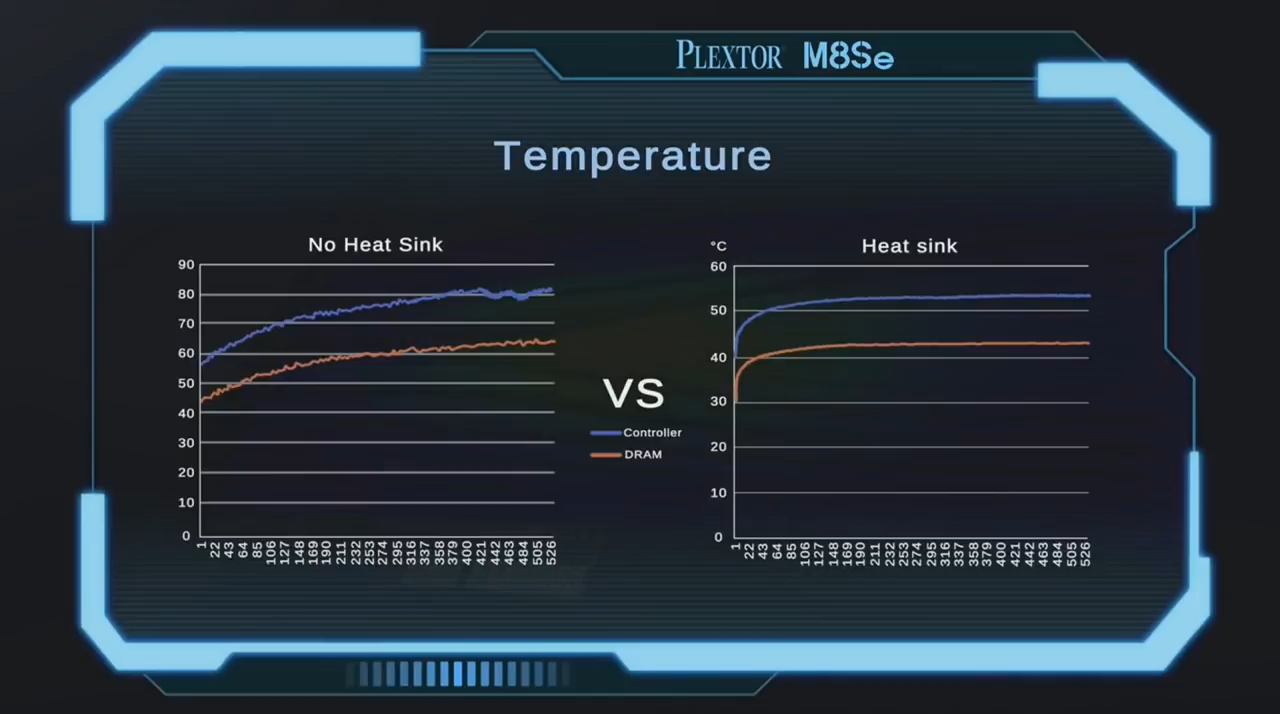 PLEXTOR M8Se
Temperature
No Heat Sink
90
80
70
60
50
40
30
20
10
0
1 22 43 64 85 106 127 148 169 190 211 232 253 274 295 316 337 358 379 400 421 442 463 484 505 526
VS
Controller
DRAM
°C
Heat sink
60
50
40
30
20
10
0
1 22 43 64 85 106 127 148 169 190 211 232 253 274 295 316 337 358 379 400 421 442 463 484 505 526